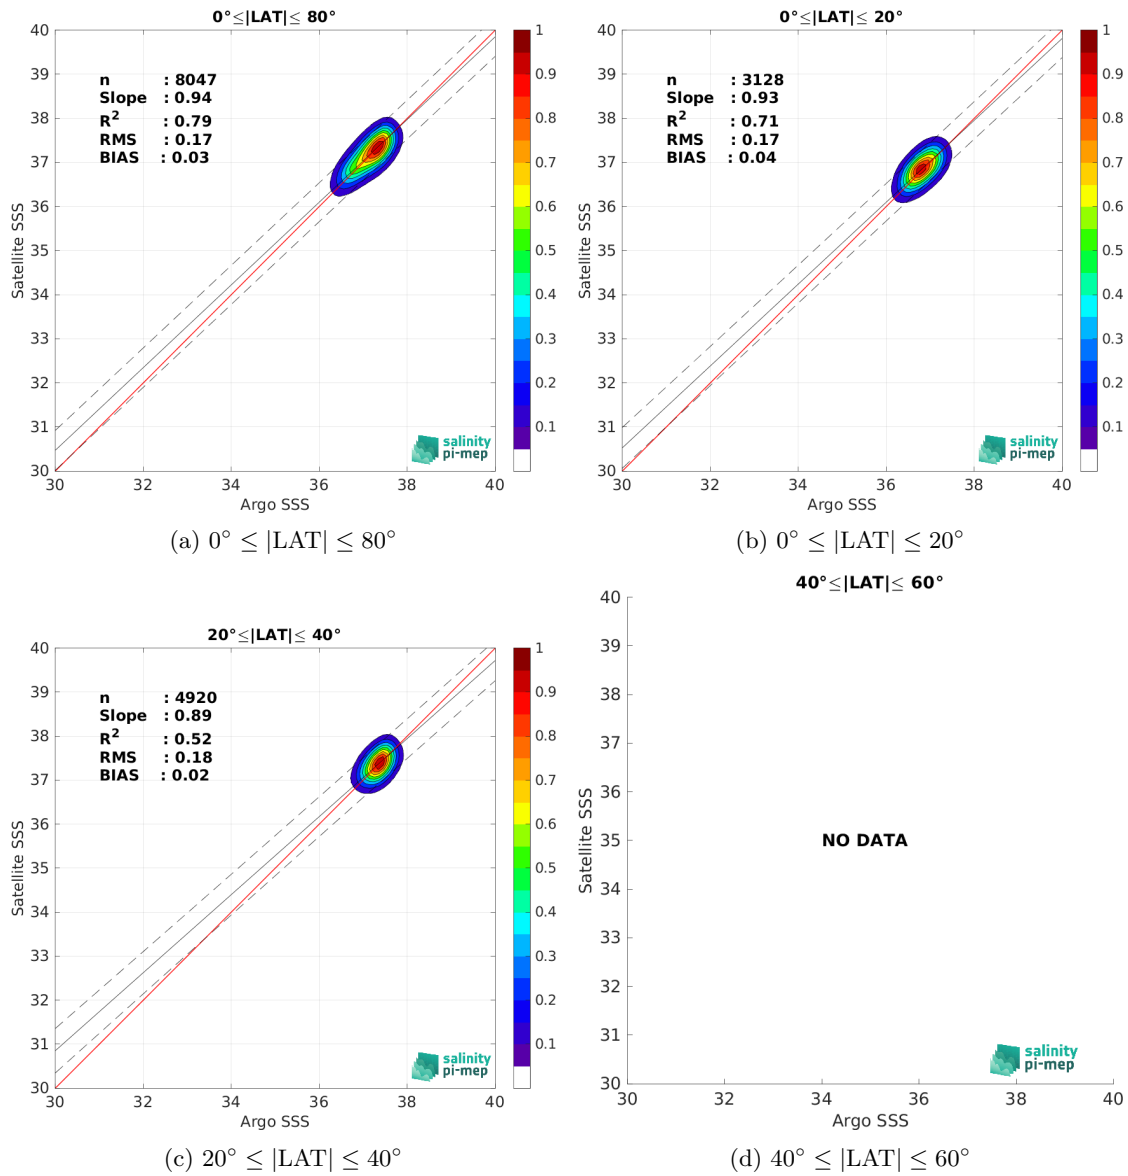 0°≤|LAT|≤ 80°
40
39
38
37
36
35
34
33
32
31
30
n : 8047
Slope : 0.94
R² : 0.79
RMS : 0.17
BIAS : 0.03
Satellite SSS
salinity
pi-mep
30 32 34 36 38 40
Argo SSS
1
0.9
0.8
0.7
0.6
0.5
0.4
0.3
0.2
0.1
(a) 0° ≤ |LAT| ≤ 80°
0°≤|LAT|≤ 20°
40
39
38
37
36
35
34
33
32
31
30
n : 3128
Slope : 0.93
R² : 0.71
RMS : 0.17
BIAS : 0.04
Satellite SSS
salinity
pi-mep
30 32 34 36 38 40
Argo SSS
1
0.9
0.8
0.7
0.6
0.5
0.4
0.3
0.2
0.1
(b) 0° ≤ |LAT| ≤ 20°
20°≤|LAT|≤ 40°
40
39
38
37
36
35
34
33
32
31
30
n : 4920
Slope : 0.89
R² : 0.52
RMS : 0.18
BIAS : 0.02
Satellite SSS
salinity
pi-mep
30 32 34 36 38 40
Argo SSS
1
0.9
0.8
0.7
0.6
0.5
0.4
0.3
0.2
0.1
(c) 20° ≤ |LAT| ≤ 40°
40°≤|LAT|≤ 60°
40
39
38
37
36
35
34
33
32
31
30
NO DATA
Satellite SSS
salinity
pi-mep
30 32 34 36 38 40
Argo SSS
(d) 40° ≤ |LAT| ≤ 60°